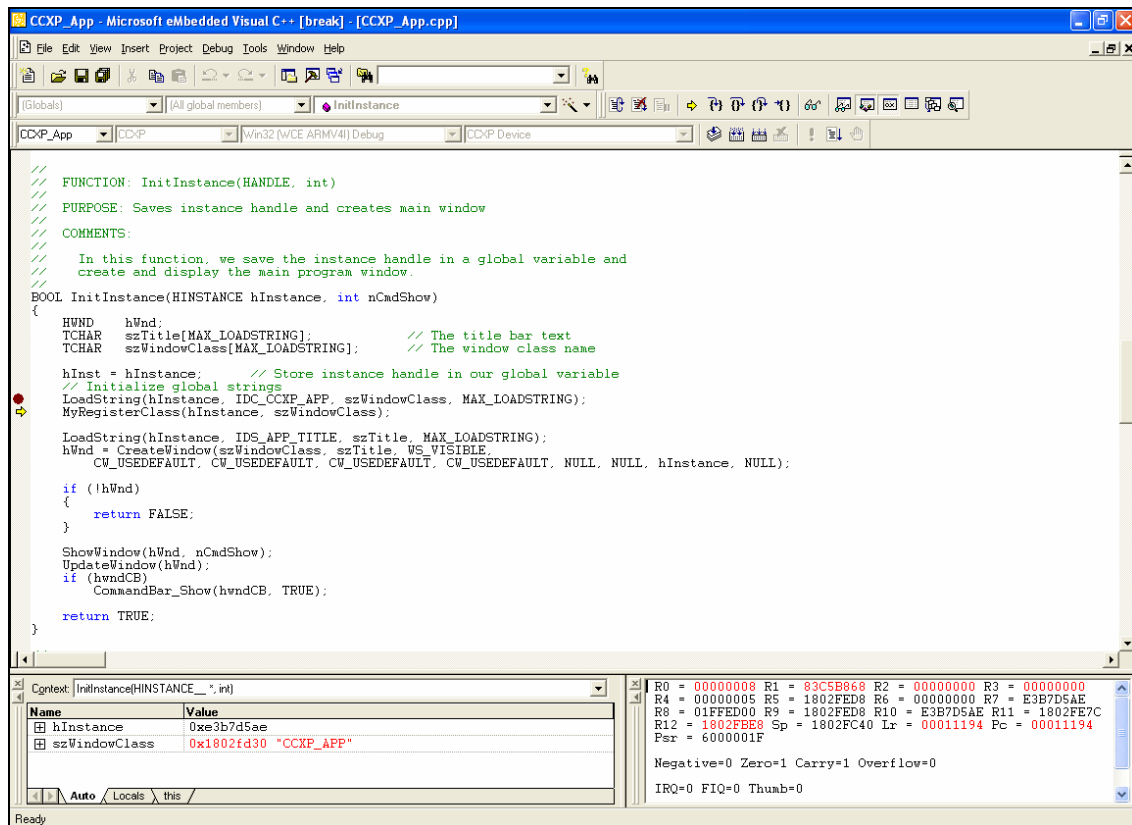 CCXP_App - Microsoft eMbedded Visual C++ [break] - [CCXP_App.cpp]
File Edit View Insert Project Debug Tools Window Help
(Globals) (All global members) InitInstance
CCXP_App CCXP Win32 (WCE ARMV4I) Debug CCXP Device
//
// FUNCTION: InitInstance(HANDLE, int)
//
// PURPOSE: Saves instance handle and creates main window
//
// COMMENTS:
//
// In this function, we save the instance handle in a global variable and
// create and display the main program window.
//
BOOL InitInstance(HINSTANCE hInstance, int nCmdShow)
{
HWND hWnd;
TCHAR szTitle[MAX_LOADSTRING]; // The title bar text
TCHAR szWindowClass[MAX_LOADSTRING]; // The window class name
hInst = hInstance; // Store instance handle in our global variable
// Initialize global strings
LoadString(hInstance, IDC_CCXP_APP, szWindowClass, MAX_LOADSTRING);
MyRegisterClass(hInstance, szWindowClass);
LoadString(hInstance, IDS_APP_TITLE, szTitle, MAX_LOADSTRING);
hWnd = CreateWindow(szWindowClass, szTitle, WS_VISIBLE,
CW_USEDEFAULT, CW_USEDEFAULT, CW_USEDEFAULT, CW_USEDEFAULT, NULL, NULL, hInstance, NULL);
if (!hWnd)
{
return FALSE;
}
ShowWindow(hWnd, nCmdShow);
UpdateWindow(hWnd);
if (hwndCB)
CommandBar_Show(hwndCB, TRUE);
return TRUE;
}
Context: InitInstance(HINSTANCE__ *, int)
Name Value
hInstance 0xe3b7d5ae
szWindowClass 0x1802fd30 "CCXP_APP"
Auto Locals this
R0 = 00000008 R1 = 83C5B868 R2 = 00000000 R3 = 00000000
R4 = 00000005 R5 = 1802FED8 R6 = 00000000 R7 = E3B7D5AE
R8 = 01FFED00 R9 = 1802FED8 R10 = E3B7D5AE R11 = 1802FE7C
R12 = 1802FBE8 Sp = 1802FC40 Lr = 00011194 Pc = 00011194
Psr = 6000001F
Negative=0 Zero=1 Carry=1 Overflow=0
IRQ=0 FIQ=0 Thumb=0
Ready